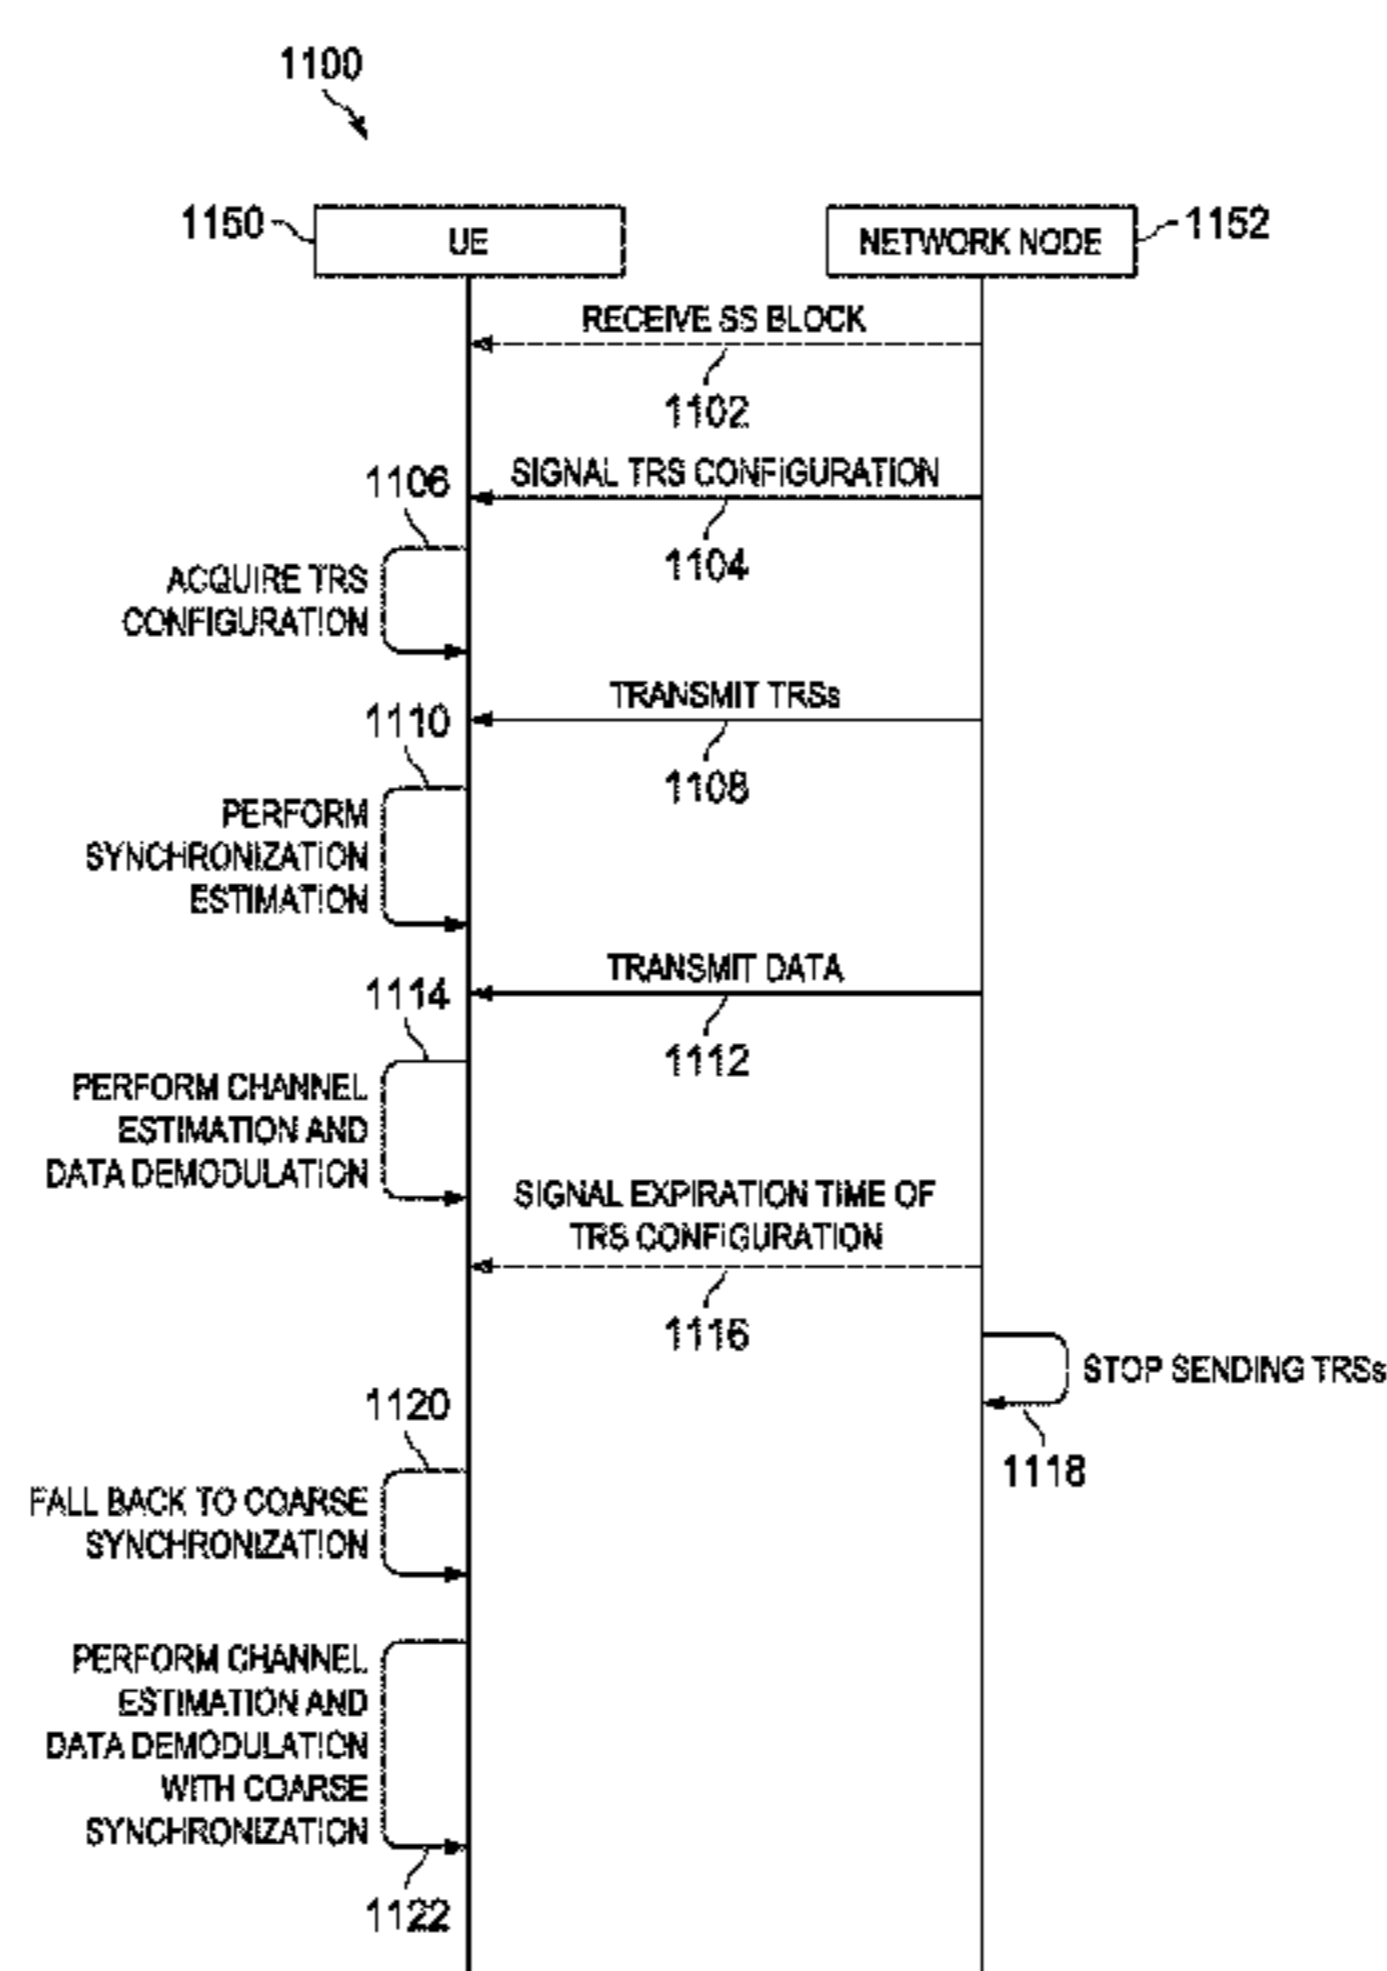 1100
1150
UE
NETWORK NODE
1152
RECEIVE SS BLOCK
1102
SIGNAL TRS CONFIGURATION
1104
1106
ACQUIRE TRS
CONFIGURATION
TRANSMIT TRSs
1108
1110
PERFORM
SYNCHRONIZATION
ESTIMATION
TRANSMIT DATA
1112
1114
PERFORM CHANNEL
ESTIMATION AND
DATA DEMODULATION
SIGNAL EXPIRATION TIME OF
TRS CONFIGURATION
1116
STOP SENDING TRSs
1118
1120
FALL BACK TO COARSE
SYNCHRONIZATION
PERFORM CHANNEL
ESTIMATION AND
DATA DEMODULATION
WITH COARSE
SYNCHRONIZATION
1122